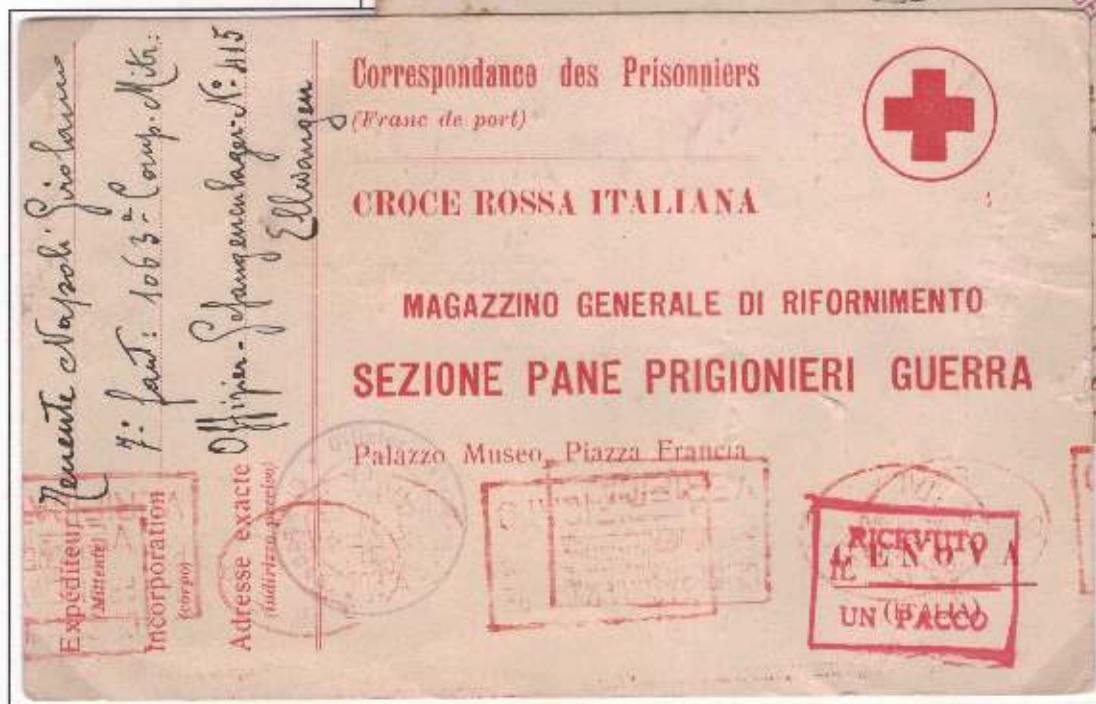 Correspondance des Prisonniers
(Franc de port)
CROCE ROSSA ITALIANA
MAGAZZINO GENERALE DI RIFORNIMENTO
SEZIONE PANE PRIGIONIERI GUERRA
Palazzo Museo, Piazza Francia
GENOVA
(ITALIA)
RICEVUTO
UN PACCO
Expéditeur Napoli Girolamo
(Mittente)
Incorporation 7: fant: 1063ª Comp. Mitr:
(corpo)
Adresse exacte Offizier-Gefangenenlager N: 415
(Indirizzo preciso) Ellwangen